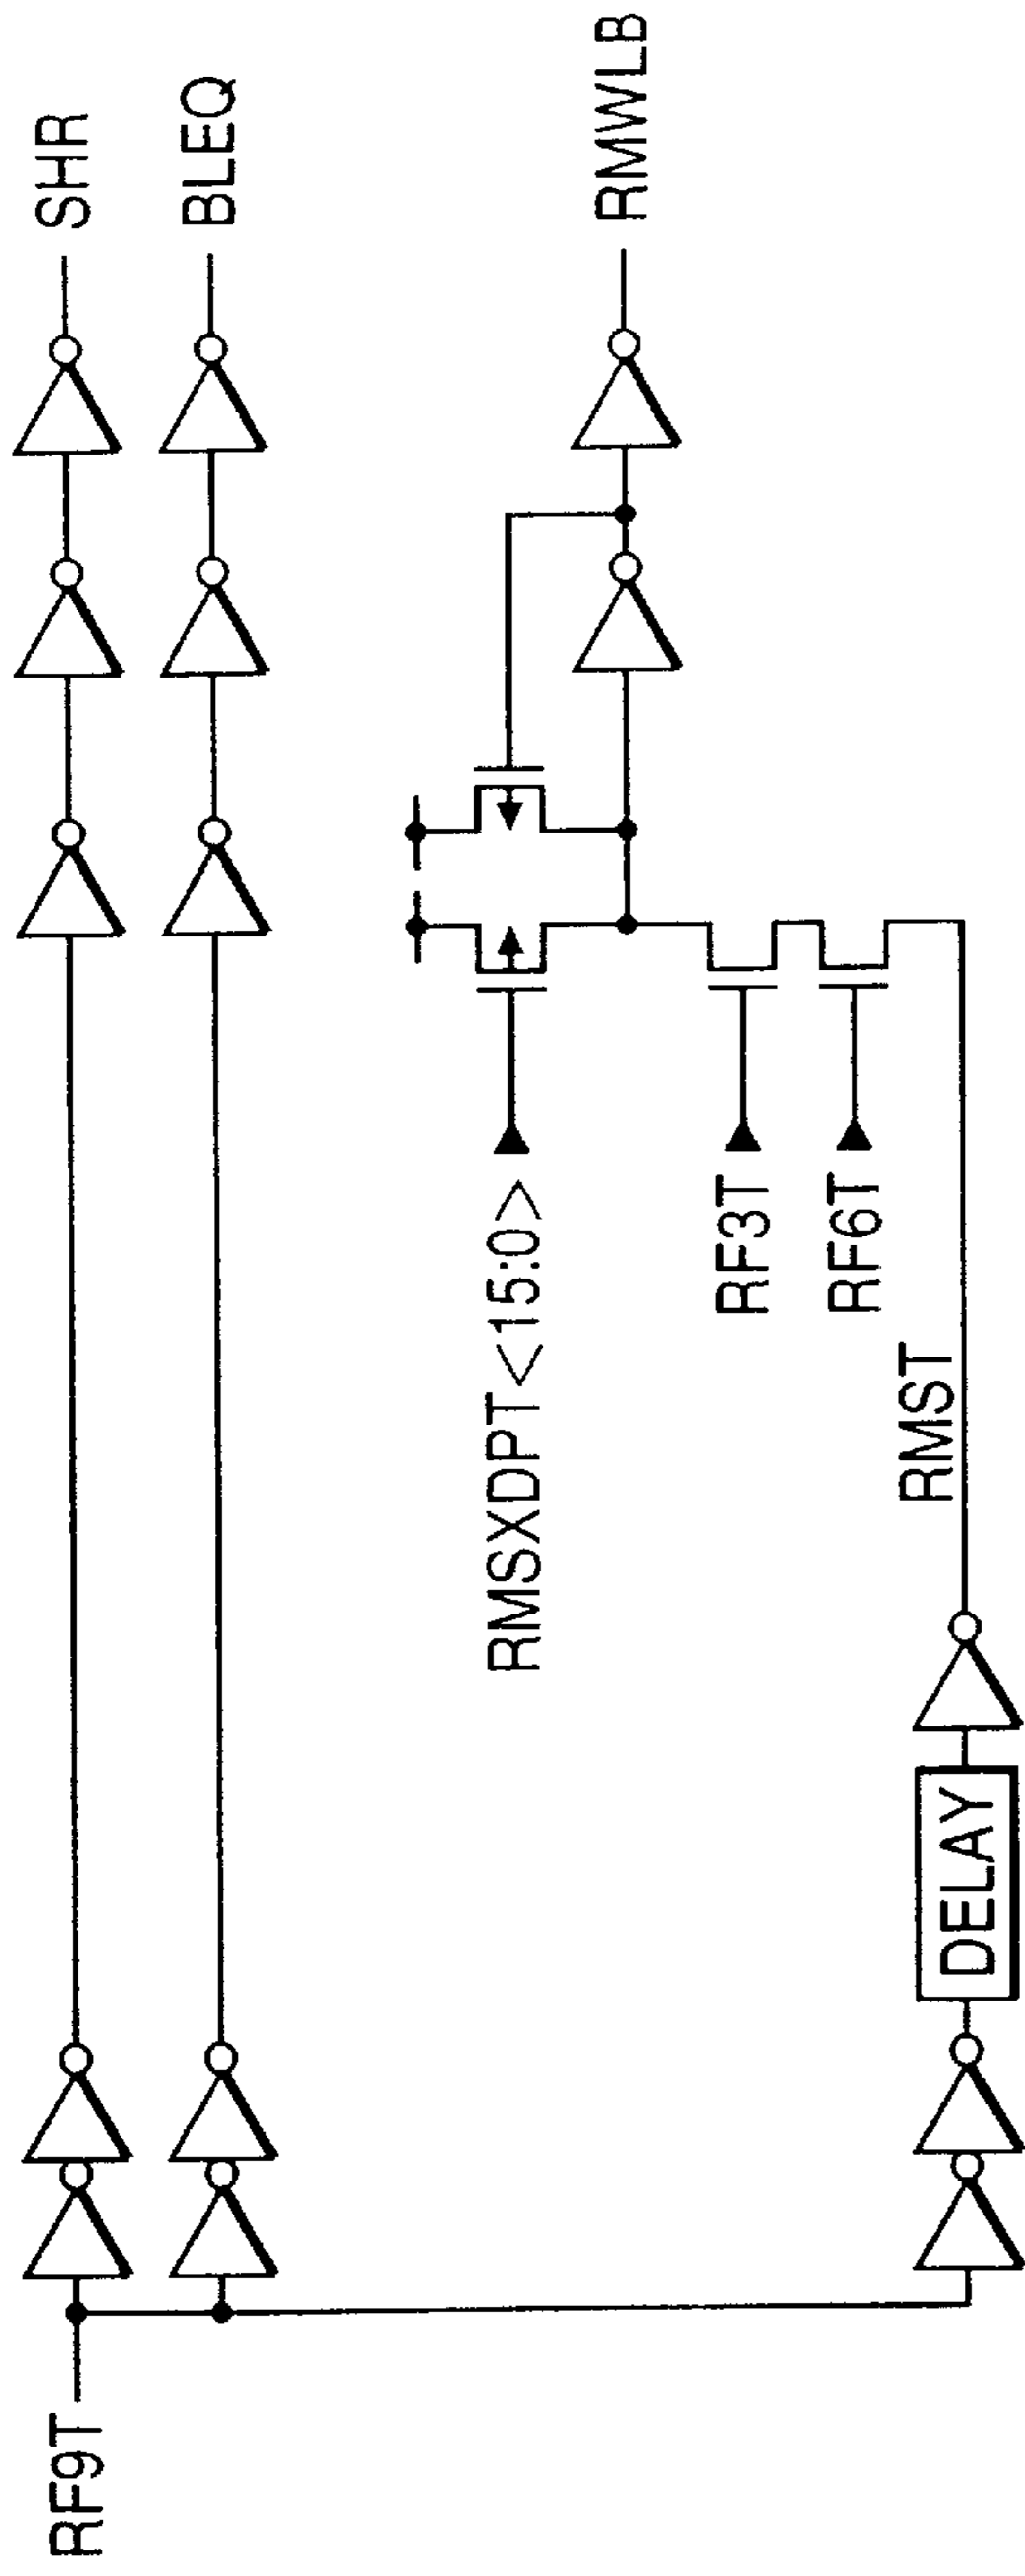 RF9T
SHR
BLEQ
RMSXDPT<15:0>
RMWLB
RF3T
RF6T
RMST
DELAY